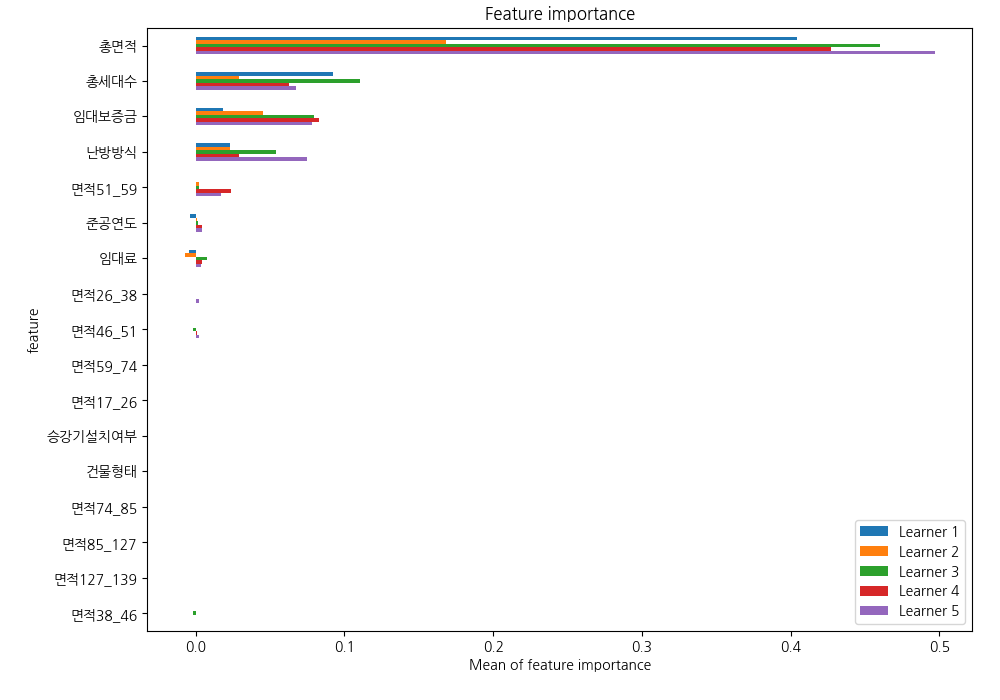 Feature importance
총면적
총세대수
임대보증금
난방방식
면적51_59
준공연도
임대료
면적26_38
면적46_51
면적59_74
면적17_26
승강기설치여부
건물형태
면적74_85
면적85_127
면적127_139
면적38_46
feature
Learner 1
Learner 2
Learner 3
Learner 4
Learner 5
0.0 0.1 0.2 0.3 0.4 0.5
Mean of feature importance